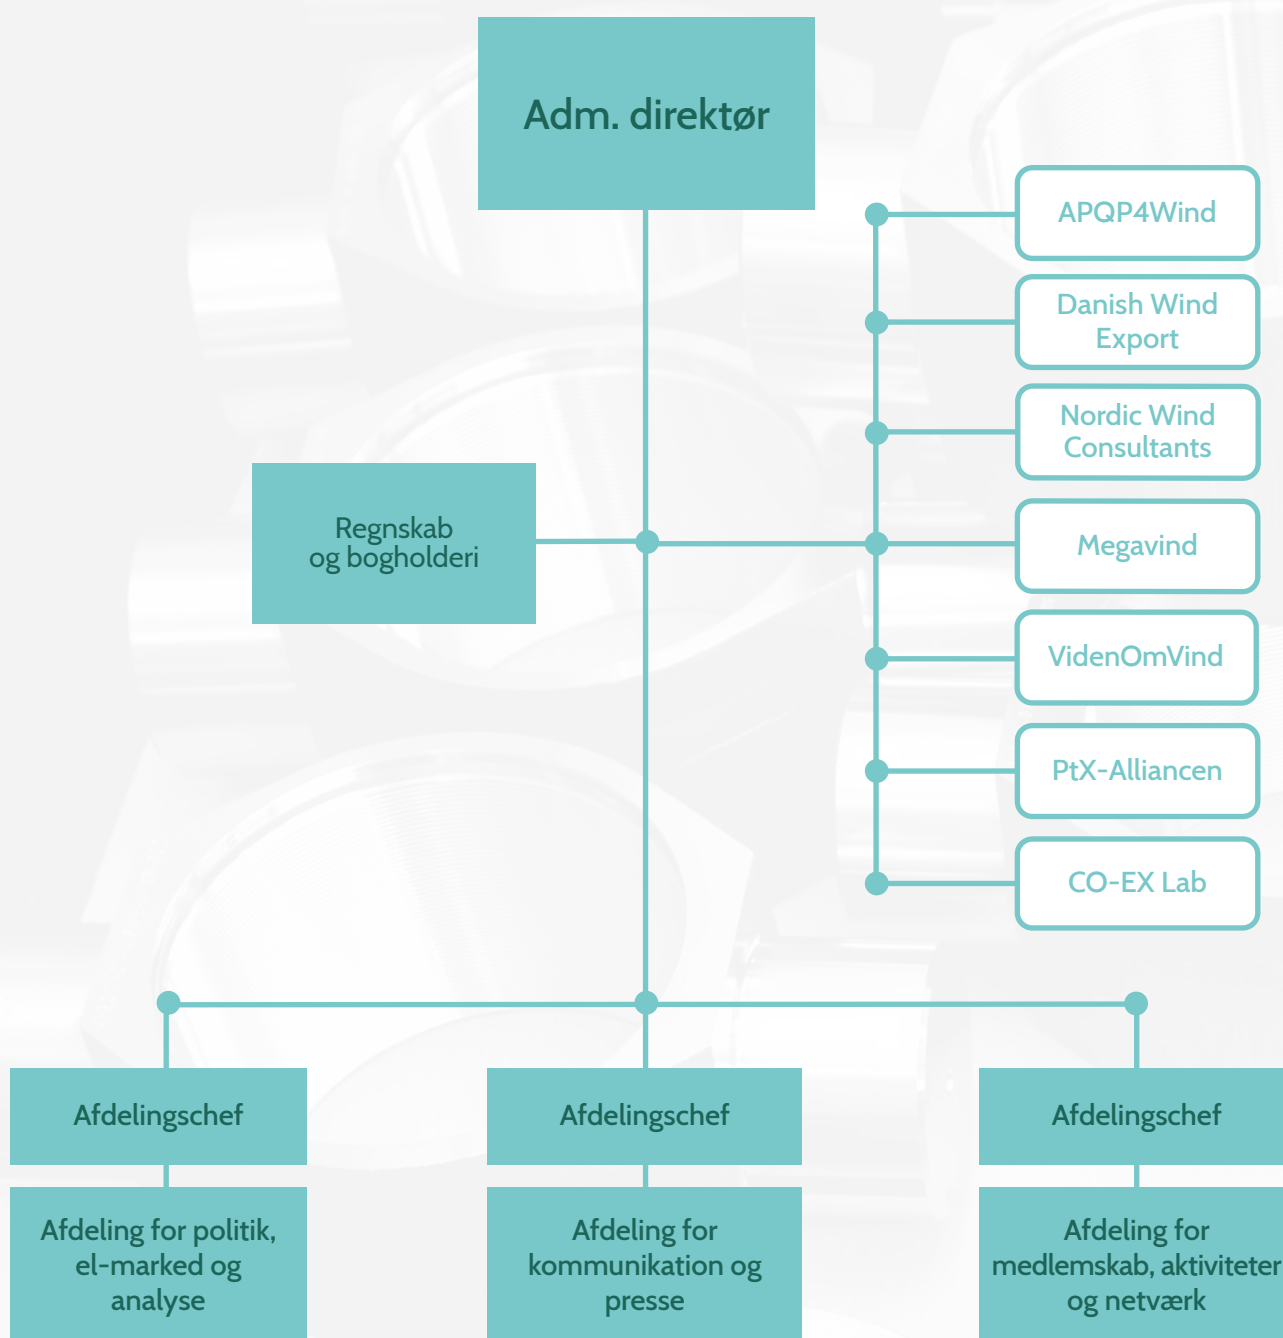 Adm. direktør
APQP4Wind
Danish Wind
Export
Nordic Wind
Consultants
Regnskab
og bogholderi
Megavind
VidenOmVind
PtX-Alliancen
CO-EX Lab
Afdelingschef
Afdelingschef
Afdelingschef
Afdeling for politik,
el-marked og
analyse
Afdeling for
kommunikation og
presse
Afdeling for
medlemskab, aktiviteter
og netværk